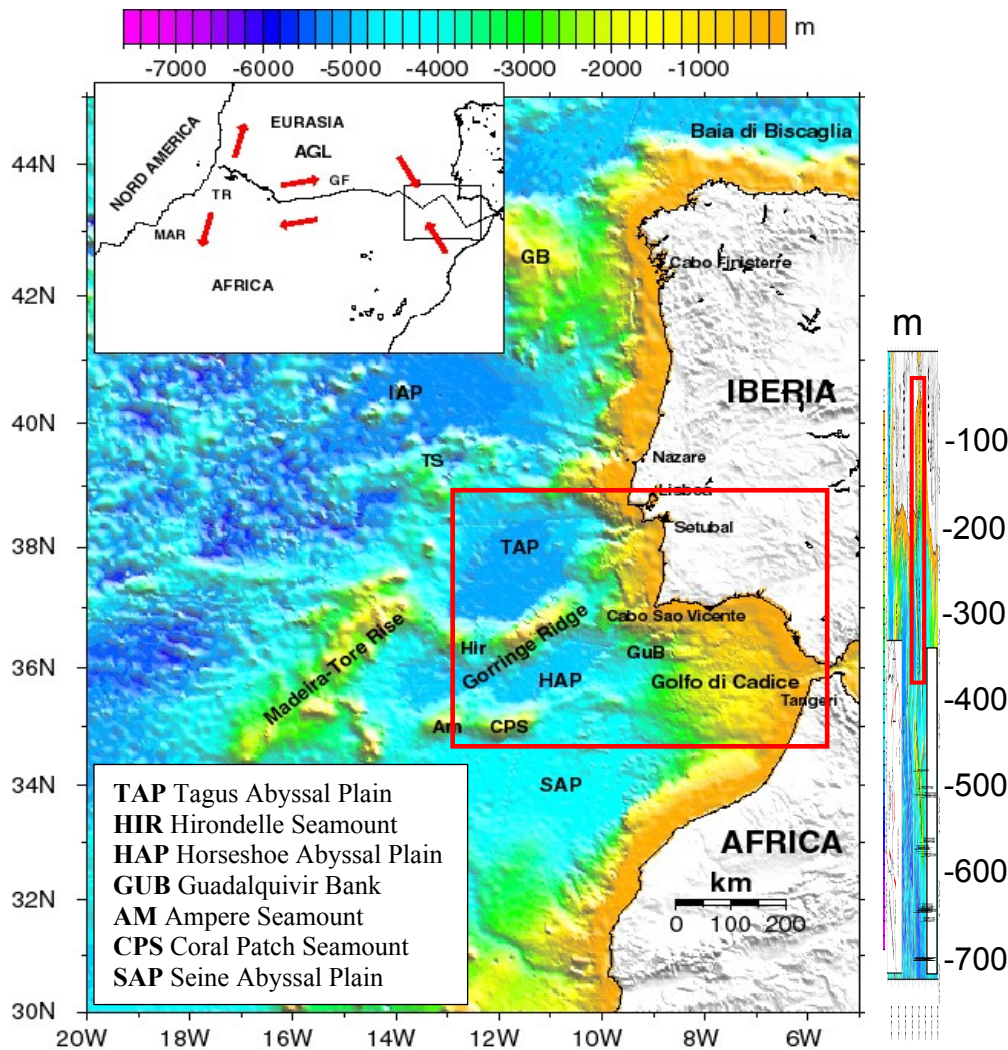 m
-7000 -6000 -5000 -4000 -3000 -2000 -1000
NORD AMERICA
EURASIA
AGL
GF
TR
MAR
AFRICA
Baia di Biscaglia
44N
42N
40N
38N
36N
34N
32N
30N
GB
Cabo Finisterre
IAP
IBERIA
TS
Nazare
Lisboa
Setubal
TAP
Cabo Sao Vicente
Madeira-Tore Rise
Hir
Gorringe Ridge
GuB
HAP
Golfo di Cadice
Tangeri
Am
CPS
SAP
AFRICA
km
0 100 200
TAP Tagus Abyssal Plain
HIR Hirondelle Seamount
HAP Horseshoe Abyssal Plain
GUB Guadalquivir Bank
AM Ampere Seamount
CPS Coral Patch Seamount
SAP Seine Abyssal Plain
20W 18W 16W 14W 12W 10W 8W 6W
m
-100
-200
-300
-400
-500
-600
-700